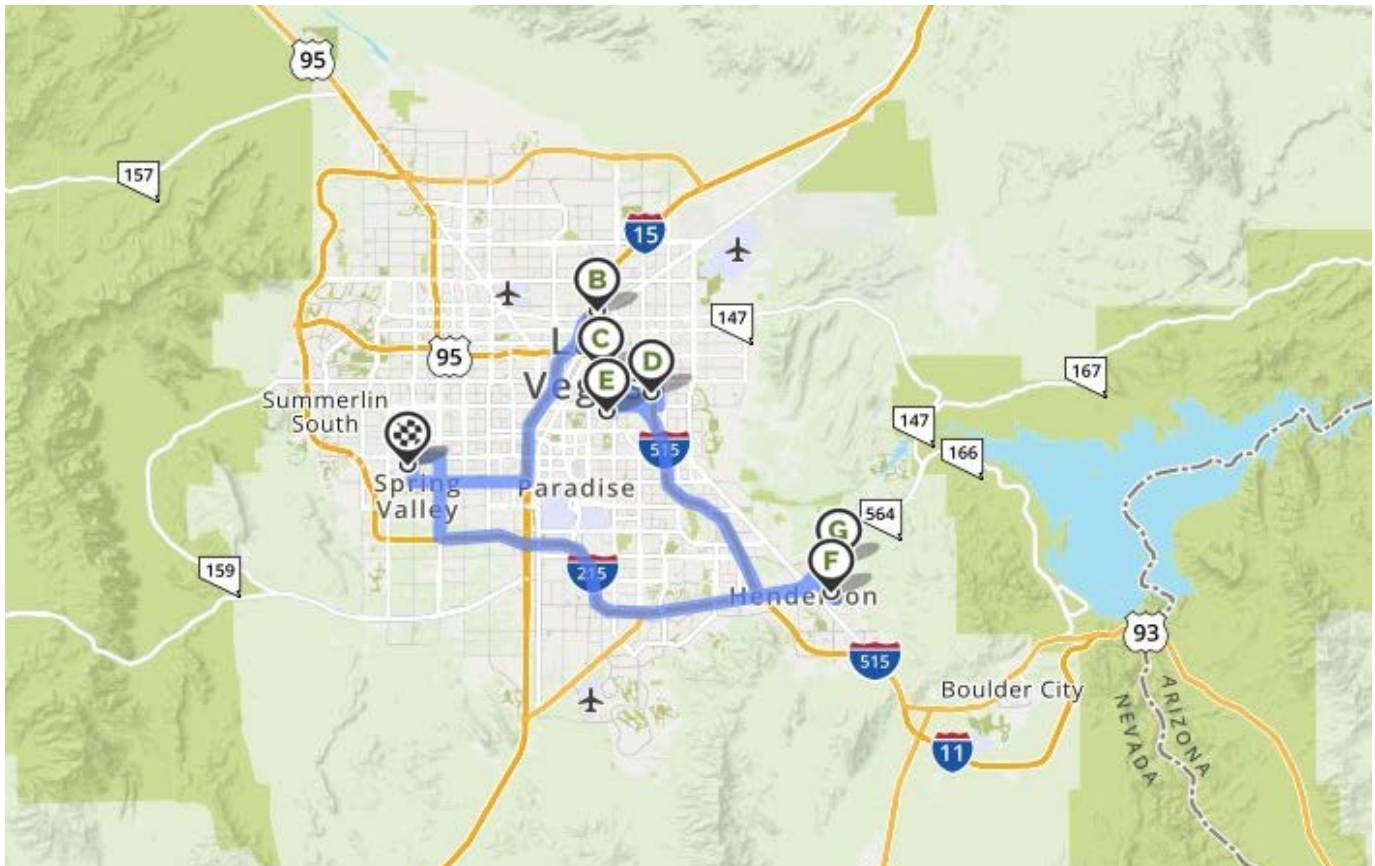 95
157
15
B
C
147
L
D
95
E
Vegas
167
Summerlin
South
147
515
166
Spring
Valley
Paradise
564
G
F
159
215
Henderson
93
515
Boulder City
ARIZONA
NEVADA
11